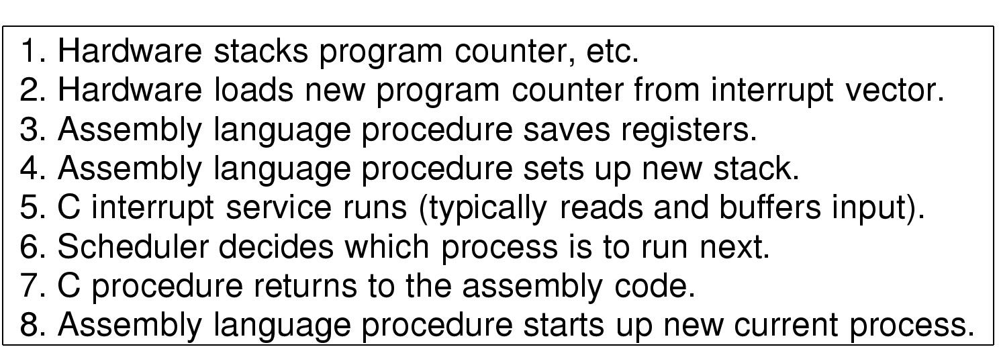 1. Hardware stacks program counter, etc.
2. Hardware loads new program counter from interrupt vector.
3. Assembly language procedure saves registers.
4. Assembly language procedure sets up new stack.
5. C interrupt service runs (typically reads and buffers input).
6. Scheduler decides which process is to run next.
7. C procedure returns to the assembly code.
8. Assembly language procedure starts up new current process.